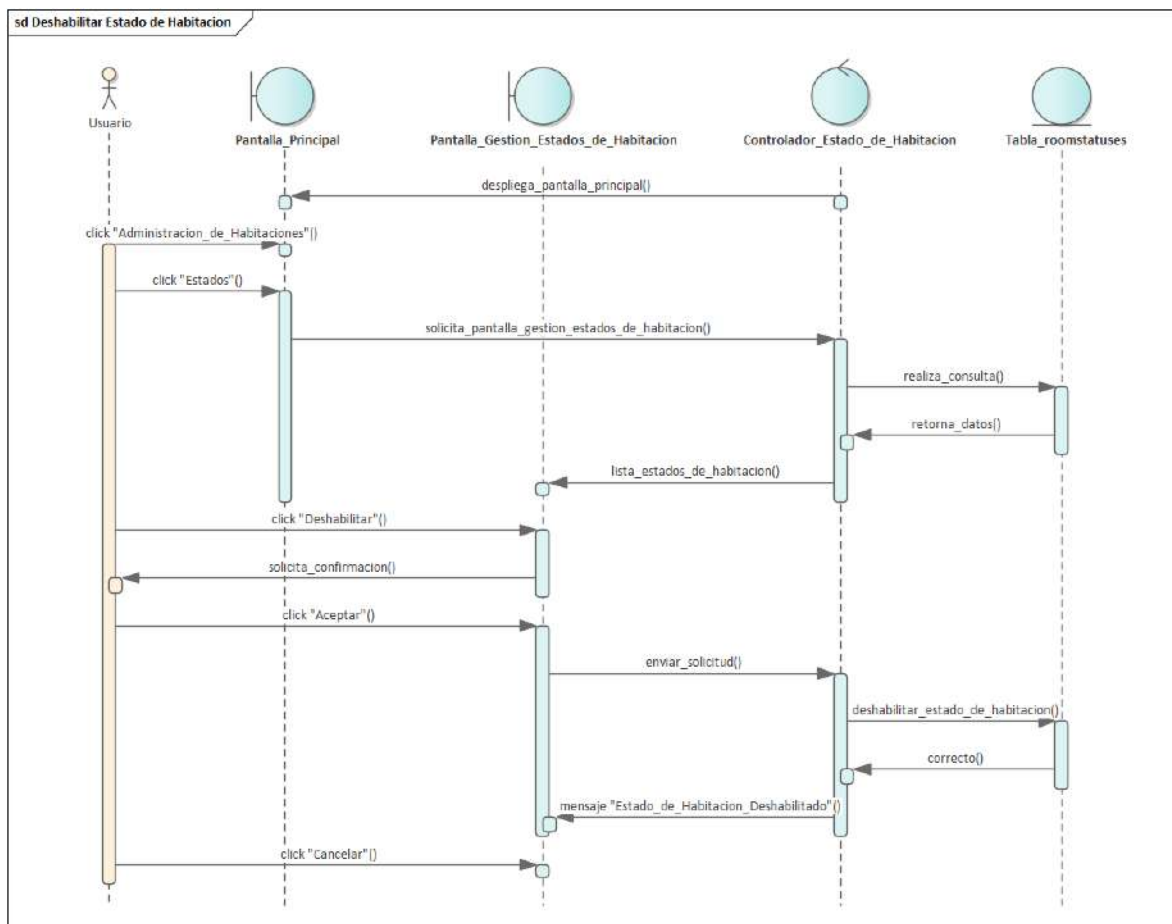 sd Deshabilitar Estado de Habitacion
Usuario
Pantalla_Principal
Pantalla_Gestion_Estados_de_Habitacion
Controlador_Estado_de_Habitacion
Tabla_roomstatuses
despliega_pantalla_principal()
click "Administracion_de_Habitaciones"()
click "Estados"()
solicita_pantalla_gestion_estados_de_habitacion()
realiza_consulta()
retorna_datos()
lista_estados_de_habitacion()
click "Deshabilitar"()
solicita_confirmacion()
click "Aceptar"()
enviar_solicitud()
deshabilitar_estado_de_habitacion()
correcto()
mensaje "Estado_de_Habitacion_Deshabilitado"()
click "Cancelar"()